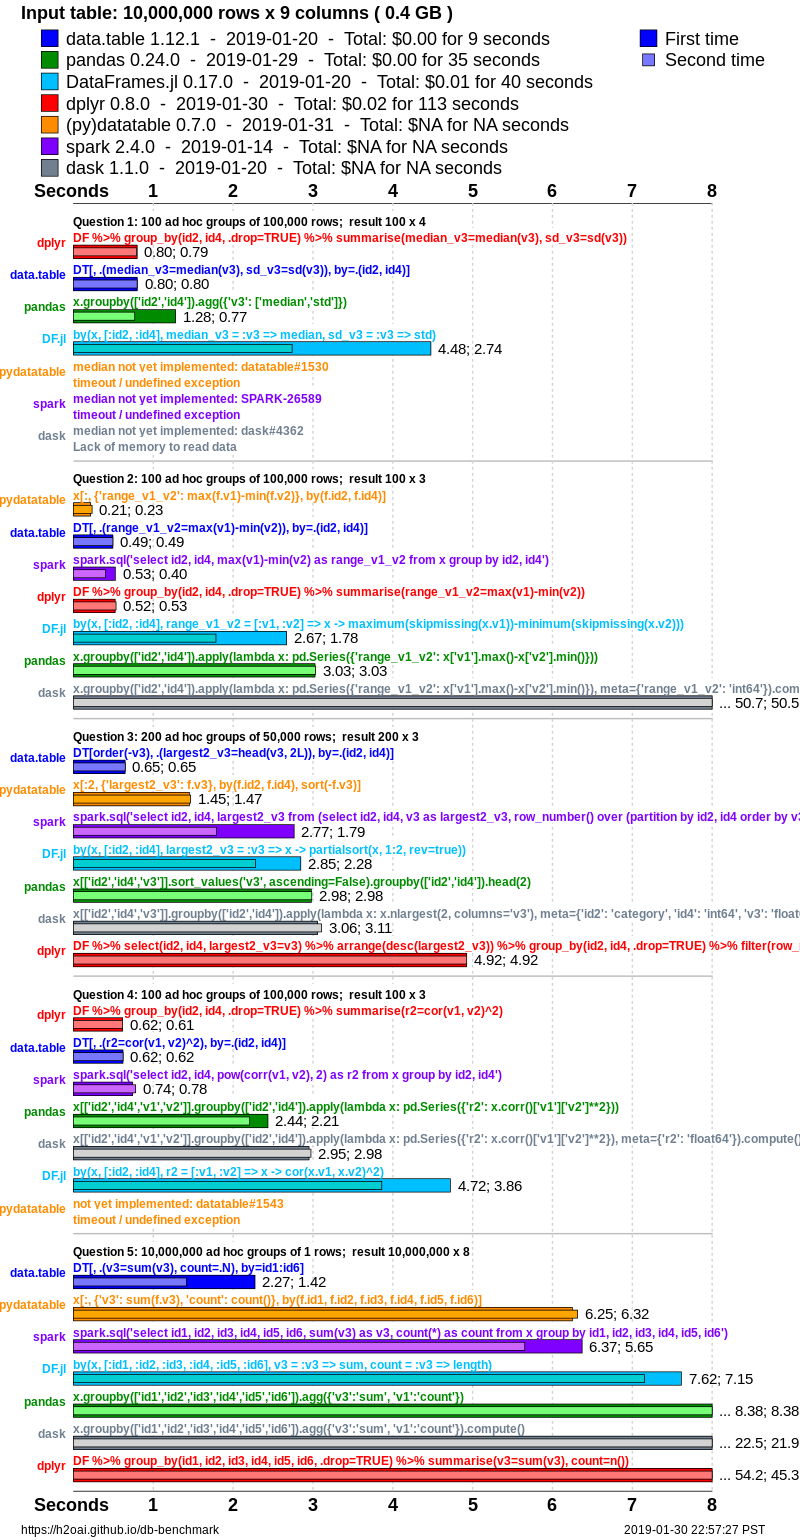 Input table: 10,000,000 rows x 9 columns ( 0.4 GB )
data.table 1.12.1 - 2019-01-20 - Total: $0.00 for 9 seconds
First time
pandas 0.24.0 - 2019-01-29 - Total: $0.00 for 35 seconds
Second time
DataFrames.jl 0.17.0 - 2019-01-20 - Total: $0.01 for 40 seconds
dplyr 0.8.0 - 2019-01-30 - Total: $0.02 for 113 seconds
(py)datatable 0.7.0 - 2019-01-31 - Total: $NA for NA seconds
spark 2.4.0 - 2019-01-14 - Total: $NA for NA seconds
dask 1.1.0 - 2019-01-20 - Total: $NA for NA seconds
Seconds 1 2 3 4 5 6 7 8
Question 1: 100 ad hoc groups of 100,000 rows; result 100 x 4
DF %>% group_by(id2, id4, .drop=TRUE) %>% summarise(median_v3=median(v3), sd_v3=sd(v3))
dplyr 0.80; 0.79
DT[, .(median_v3=median(v3), sd_v3=sd(v3)), by=.(id2, id4)]
data.table 0.80; 0.80
x.groupby(['id2','id4']).agg({'v3': ['median','std']})
pandas 1.28; 0.77
by(x, [:id2, :id4], median_v3 = :v3 => median, sd_v3 = :v3 => std)
DF.jl 4.48; 2.74
median not yet implemented: datatable#1530
pydatatable timeout / undefined exception
median not yet implemented: SPARK-26589
spark timeout / undefined exception
median not yet implemented: dask#4362
dask Lack of memory to read data
Question 2: 100 ad hoc groups of 100,000 rows; result 100 x 3
x[:, {'range_v1_v2': max(f.v1)-min(f.v2)}, by(f.id2, f.id4)]
pydatatable 0.21; 0.23
DT[, .(range_v1_v2=max(v1)-min(v2)), by=.(id2, id4)]
data.table 0.49; 0.49
spark.sql('select id2, id4, max(v1)-min(v2) as range_v1_v2 from x group by id2, id4')
spark 0.53; 0.40
DF %>% group_by(id2, id4, .drop=TRUE) %>% summarise(range_v1_v2=max(v1)-min(v2))
dplyr 0.52; 0.53
by(x, [:id2, :id4], range_v1_v2 = [:v1, :v2] => x -> maximum(skipmissing(x.v1))-minimum(skipmissing(x.v2)))
DF.jl 2.67; 1.78
x.groupby(['id2','id4']).apply(lambda x: pd.Series({'range_v1_v2': x['v1'].max()-x['v2'].min()}))
pandas 3.03; 3.03
x.groupby(['id2','id4']).apply(lambda x: pd.Series({'range_v1_v2': x['v1'].max()-x['v2'].min()}), meta={'range_v1_v2': 'int64'}).com
dask ... 50.7; 50.5
Question 3: 200 ad hoc groups of 50,000 rows; result 200 x 3
DT[order(-v3), .(largest2_v3=head(v3, 2L)), by=.(id2, id4)]
data.table 0.65; 0.65
x[:2, {'largest2_v3': f.v3}, by(f.id2, f.id4), sort(-f.v3)]
pydatatable 1.45; 1.47
spark.sql('select id2, id4, largest2_v3 from (select id2, id4, v3 as largest2_v3, row_number() over (partition by id2, id4 order by v3
spark 2.77; 1.79
by(x, [:id2, :id4], largest2_v3 = :v3 => x -> partialsort(x, 1:2, rev=true))
DF.jl 2.85; 2.28
x[['id2','id4','v3']].sort_values('v3', ascending=False).groupby(['id2','id4']).head(2)
pandas 2.98; 2.98
x[['id2','id4','v3']].groupby(['id2','id4']).apply(lambda x: x.nlargest(2, columns='v3'), meta={'id2': 'category', 'id4': 'int64', 'v3': 'float
dask 3.06; 3.11
DF %>% select(id2, id4, largest2_v3=v3) %>% arrange(desc(largest2_v3)) %>% group_by(id2, id4, .drop=TRUE) %>% filter(row_
dplyr 4.92; 4.92
Question 4: 100 ad hoc groups of 100,000 rows; result 100 x 3
DF %>% group_by(id2, id4, .drop=TRUE) %>% summarise(r2=cor(v1, v2)^2)
dplyr 0.62; 0.61
DT[, .(r2=cor(v1, v2)^2), by=.(id2, id4)]
data.table 0.62; 0.62
spark.sql('select id2, id4, pow(corr(v1, v2), 2) as r2 from x group by id2, id4')
spark 0.74; 0.78
x[['id2','id4','v1','v2']].groupby(['id2','id4']).apply(lambda x: pd.Series({'r2': x.corr()['v1']['v2']**2}))
pandas 2.44; 2.21
x[['id2','id4','v1','v2']].groupby(['id2','id4']).apply(lambda x: pd.Series({'r2': x.corr()['v1']['v2']**2}), meta={'r2': 'float64'}).compute()
dask 2.95; 2.98
by(x, [:id2, :id4], r2 = [:v1, :v2] => x -> cor(x.v1, x.v2)^2)
DF.jl 4.72; 3.86
not yet implemented: datatable#1543
pydatatable timeout / undefined exception
Question 5: 10,000,000 ad hoc groups of 1 rows; result 10,000,000 x 8
DT[, .(v3=sum(v3), count=.N), by=id1:id6]
data.table 2.27; 1.42
x[:, {'v3': sum(f.v3), 'count': count()}, by(f.id1, f.id2, f.id3, f.id4, f.id5, f.id6)]
pydatatable 6.25; 6.32
spark.sql('select id1, id2, id3, id4, id5, id6, sum(v3) as v3, count(*) as count from x group by id1, id2, id3, id4, id5, id6')
spark 6.37; 5.65
by(x, [:id1, :id2, :id3, :id4, :id5, :id6], v3 = :v3 => sum, count = :v3 => length)
DF.jl 7.62; 7.15
x.groupby(['id1','id2','id3','id4','id5','id6']).agg({'v3':'sum', 'v1':'count'})
pandas ... 8.38; 8.38
x.groupby(['id1','id2','id3','id4','id5','id6']).agg({'v3':'sum', 'v1':'count'}).compute()
dask ... 22.5; 21.9
DF %>% group_by(id1, id2, id3, id4, id5, id6, .drop=TRUE) %>% summarise(v3=sum(v3), count=n())
dplyr ... 54.2; 45.3
Seconds 1 2 3 4 5 6 7 8
https://h2oai.github.io/db-benchmark
2019-01-30 22:57:27 PST